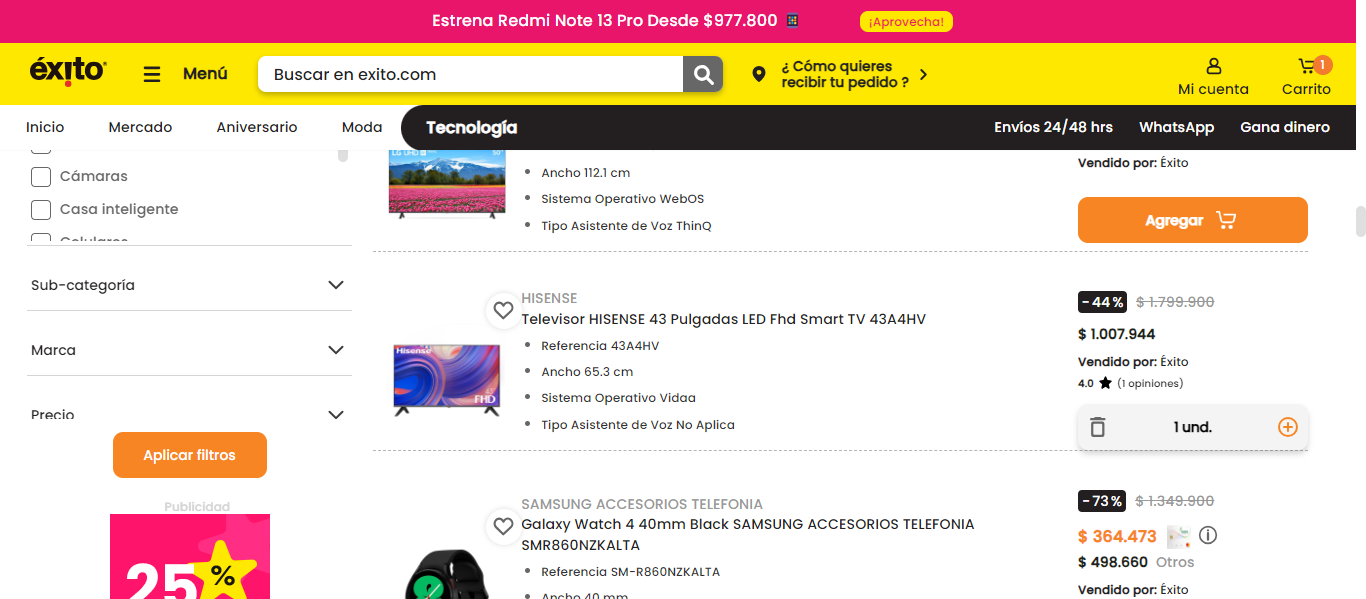 Estrena Redmi Note 13 Pro Desde $977.800
¡Aprovecha!
éxito
Menú
Buscar en exito.com
¿ Cómo quieres
recibir tu pedido ?
Mi cuenta
1
Carrito
Inicio
Mercado
Aniversario
Moda
Tecnología
Envíos 24/48 hrs
WhatsApp
Gana dinero
Cámaras
Casa inteligente
Celulares
Sub-categoría
Marca
Precio
Aplicar filtros
Publicidad
25%
LG UHD
50"
Ancho 112.1 cm
Sistema Operativo WebOS
Tipo Asistente de Voz ThinQ
Vendido por: Éxito
Agregar
HISENSE
Televisor HISENSE 43 Pulgadas LED Fhd Smart TV 43A4HV
Referencia 43A4HV
Ancho 65.3 cm
Sistema Operativo Vidaa
Tipo Asistente de Voz No Aplica
Hisense
43"
FHD
-44%
$ 1.799.900
$ 1.007.944
Vendido por: Éxito
4.0 ★ (1 opiniones)
1 und.
SAMSUNG ACCESORIOS TELEFONIA
Galaxy Watch 4 40mm Black SAMSUNG ACCESORIOS TELEFONIA
SMR860NZKALTA
Referencia SM-R860NZKALTA
Ancho 40 mm
-73%
$ 1.349.900
$ 364.473
$ 498.660 Otros
Vendido por: Éxito